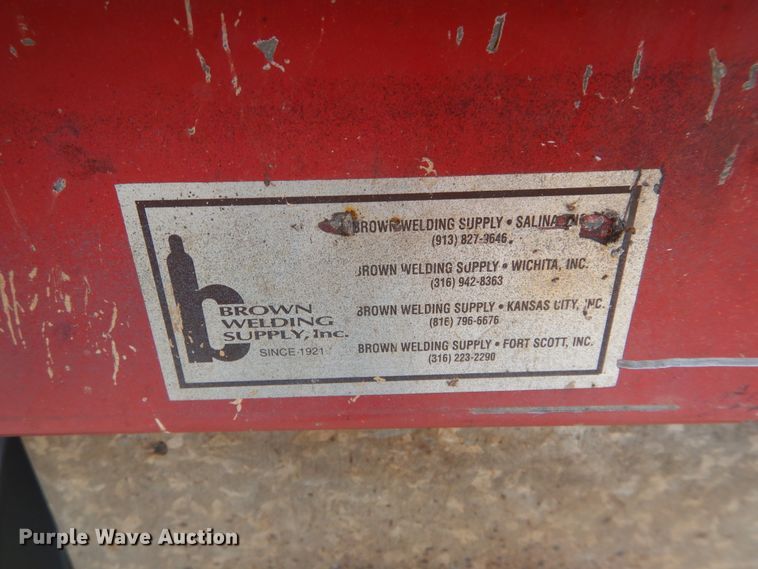 BROWN
WELDING
SUPPLY, Inc.
SINCE 1921
BROWN WELDING SUPPLY • SALINA, INC.
(913) 827-9646
BROWN WELDING SUPPLY • WICHITA, INC.
(316) 942-8363
BROWN WELDING SUPPLY • KANSAS CITY, INC.
(816) 796-6676
BROWN WELDING SUPPLY • FORT SCOTT, INC.
(316) 223-2290
Purple Wave Auction®